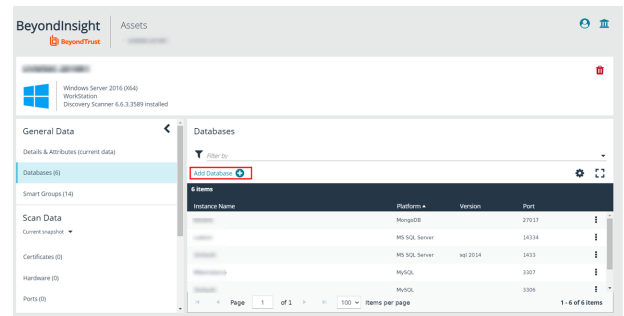 BeyondInsight
Assets
BeyondTrust
Windows Server 2016 (X64)
WorkStation
Discovery Scanner 6.6.3.3589 installed
General Data
Details & Attributes (current data)
Databases (6)
Smart Groups (14)
Scan Data
Current snapshot
Certificates (0)
Hardware (0)
Ports (0)
Databases
Filter by
Add Database
6 items
Instance Name Platform Version Port
MongoDB 27017
MS SQL Server 14334
MS SQL Server sql 2014 1433
MySQL 3307
MySQL 3306
Page 1 of 1 100 Items per page 1 - 6 of 6 items